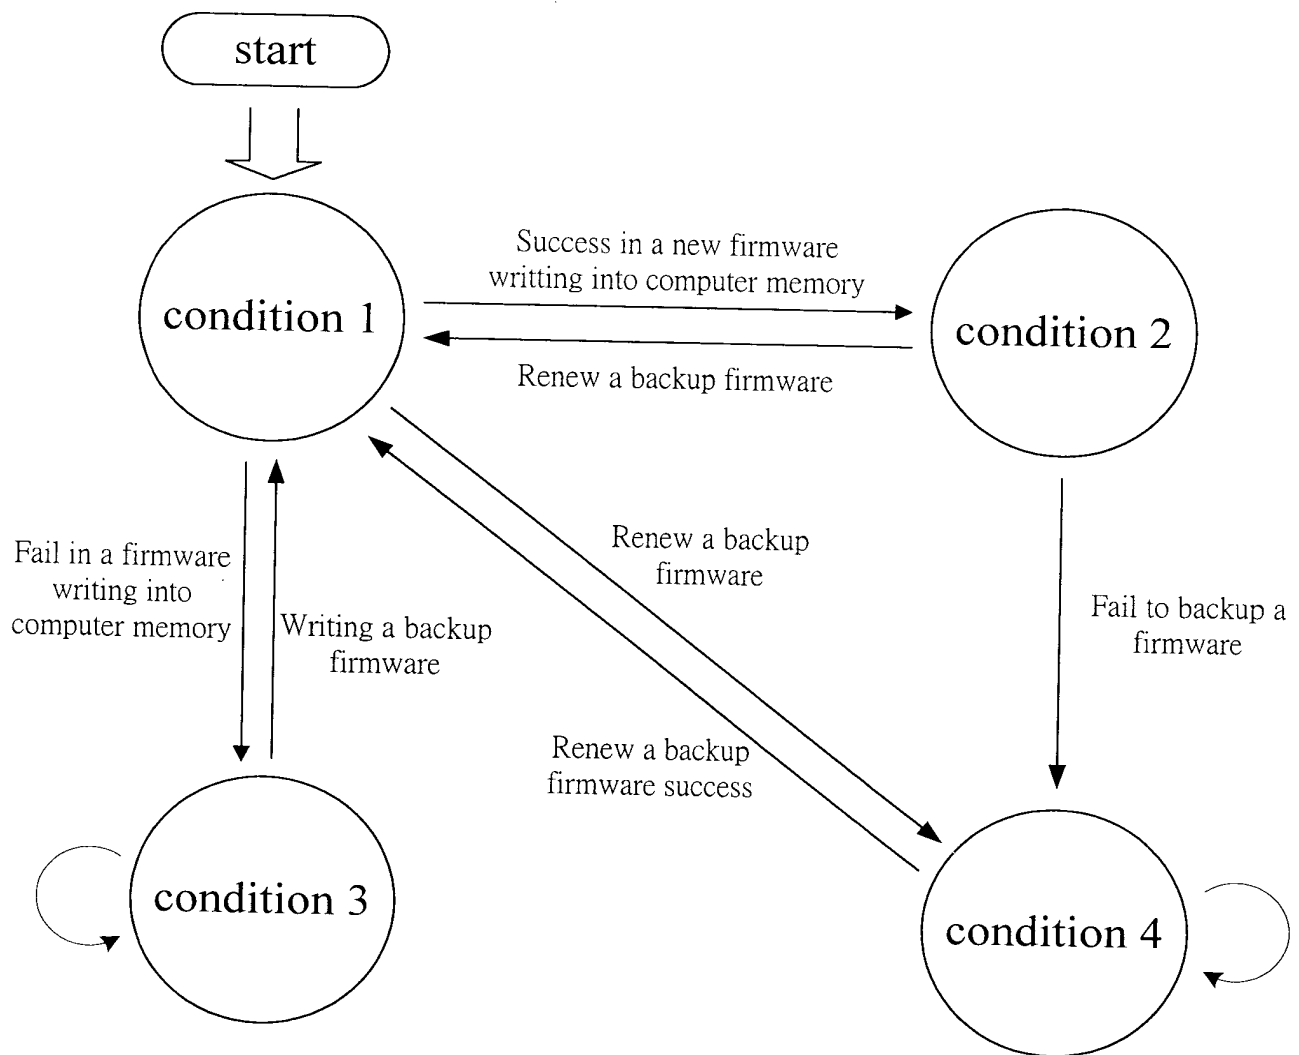 start
condition 1
Success in a new firmware
writting into computer memory
condition 2
Renew a backup firmware
Fail in a firmware
writing into
computer memory
Writing a backup
firmware
Renew a backup
firmware
Fail to backup a
firmware
Renew a backup
firmware success
condition 3
condition 4